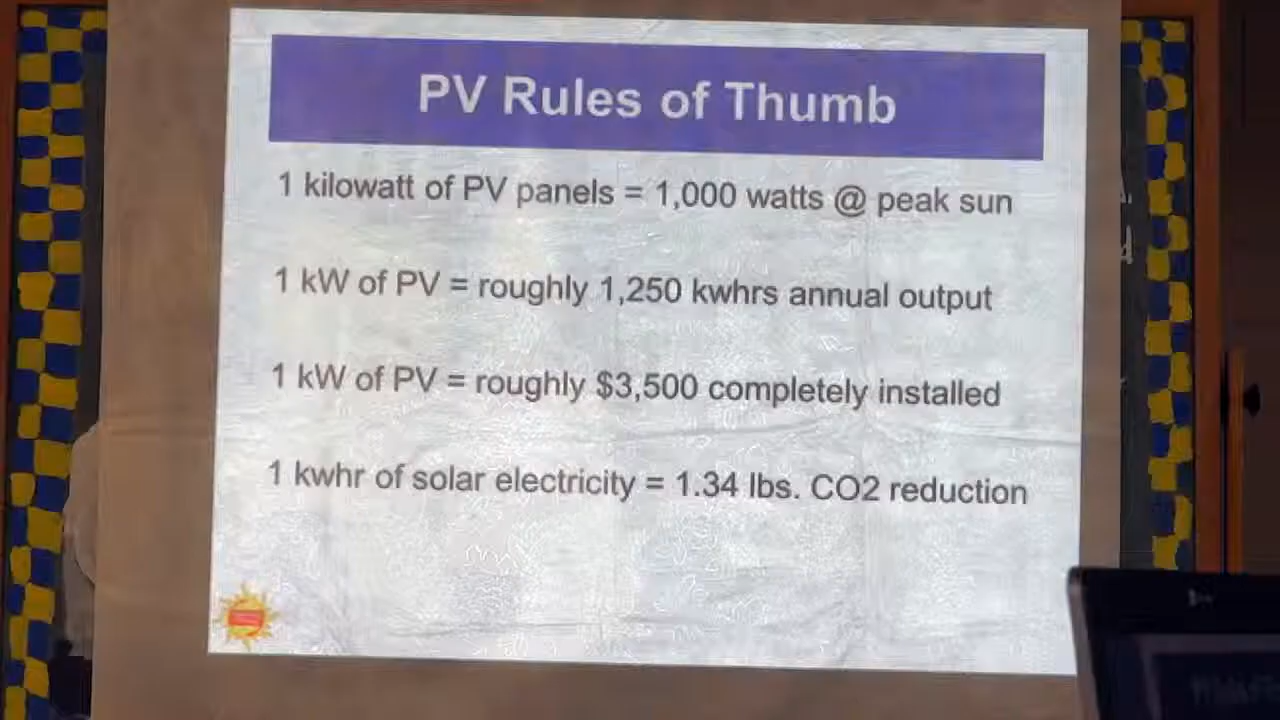 PV Rules of Thumb
1 kilowatt of PV panels = 1,000 watts @ peak sun
1 kW of PV = roughly 1,250 kwhrs annual output
1 kW of PV = roughly $3,500 completely installed
1 kwhr of solar electricity = 1.34 lbs. CO2 reduction